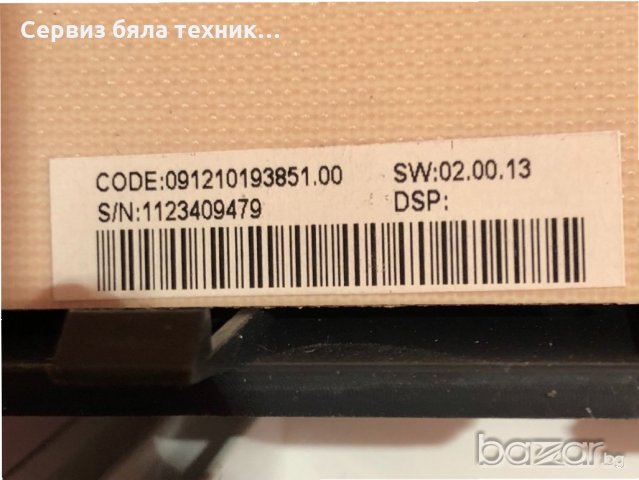 Сервиз бяла техник...
CODE:091210193851.00 SW:02.00.13
S/N:1123409479 DSP:
bazar.bg